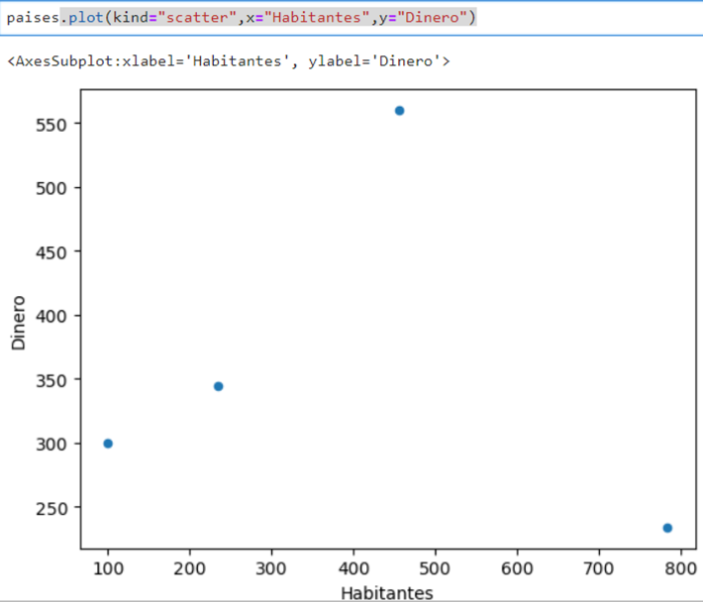 paises.plot(kind="scatter",x="Habitantes",y="Dinero")
<AxesSubplot:xlabel='Habitantes', ylabel='Dinero'>
550
500
450
400
350
300
250
Dinero
100 200 300 400 500 600 700 800
Habitantes